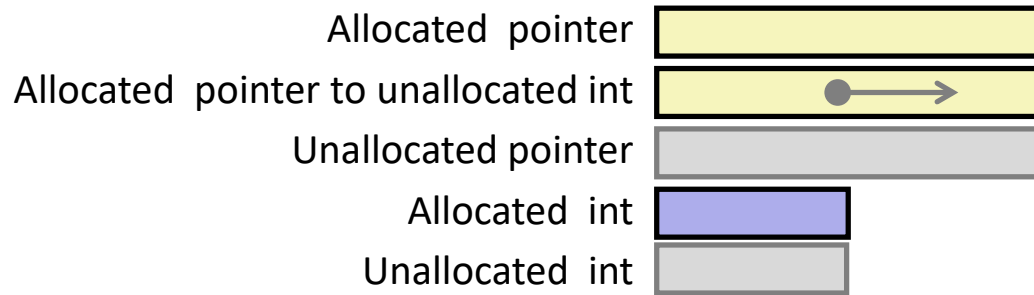 Allocated pointer
Allocated pointer to unallocated int
Unallocated pointer
Allocated int
Unallocated int